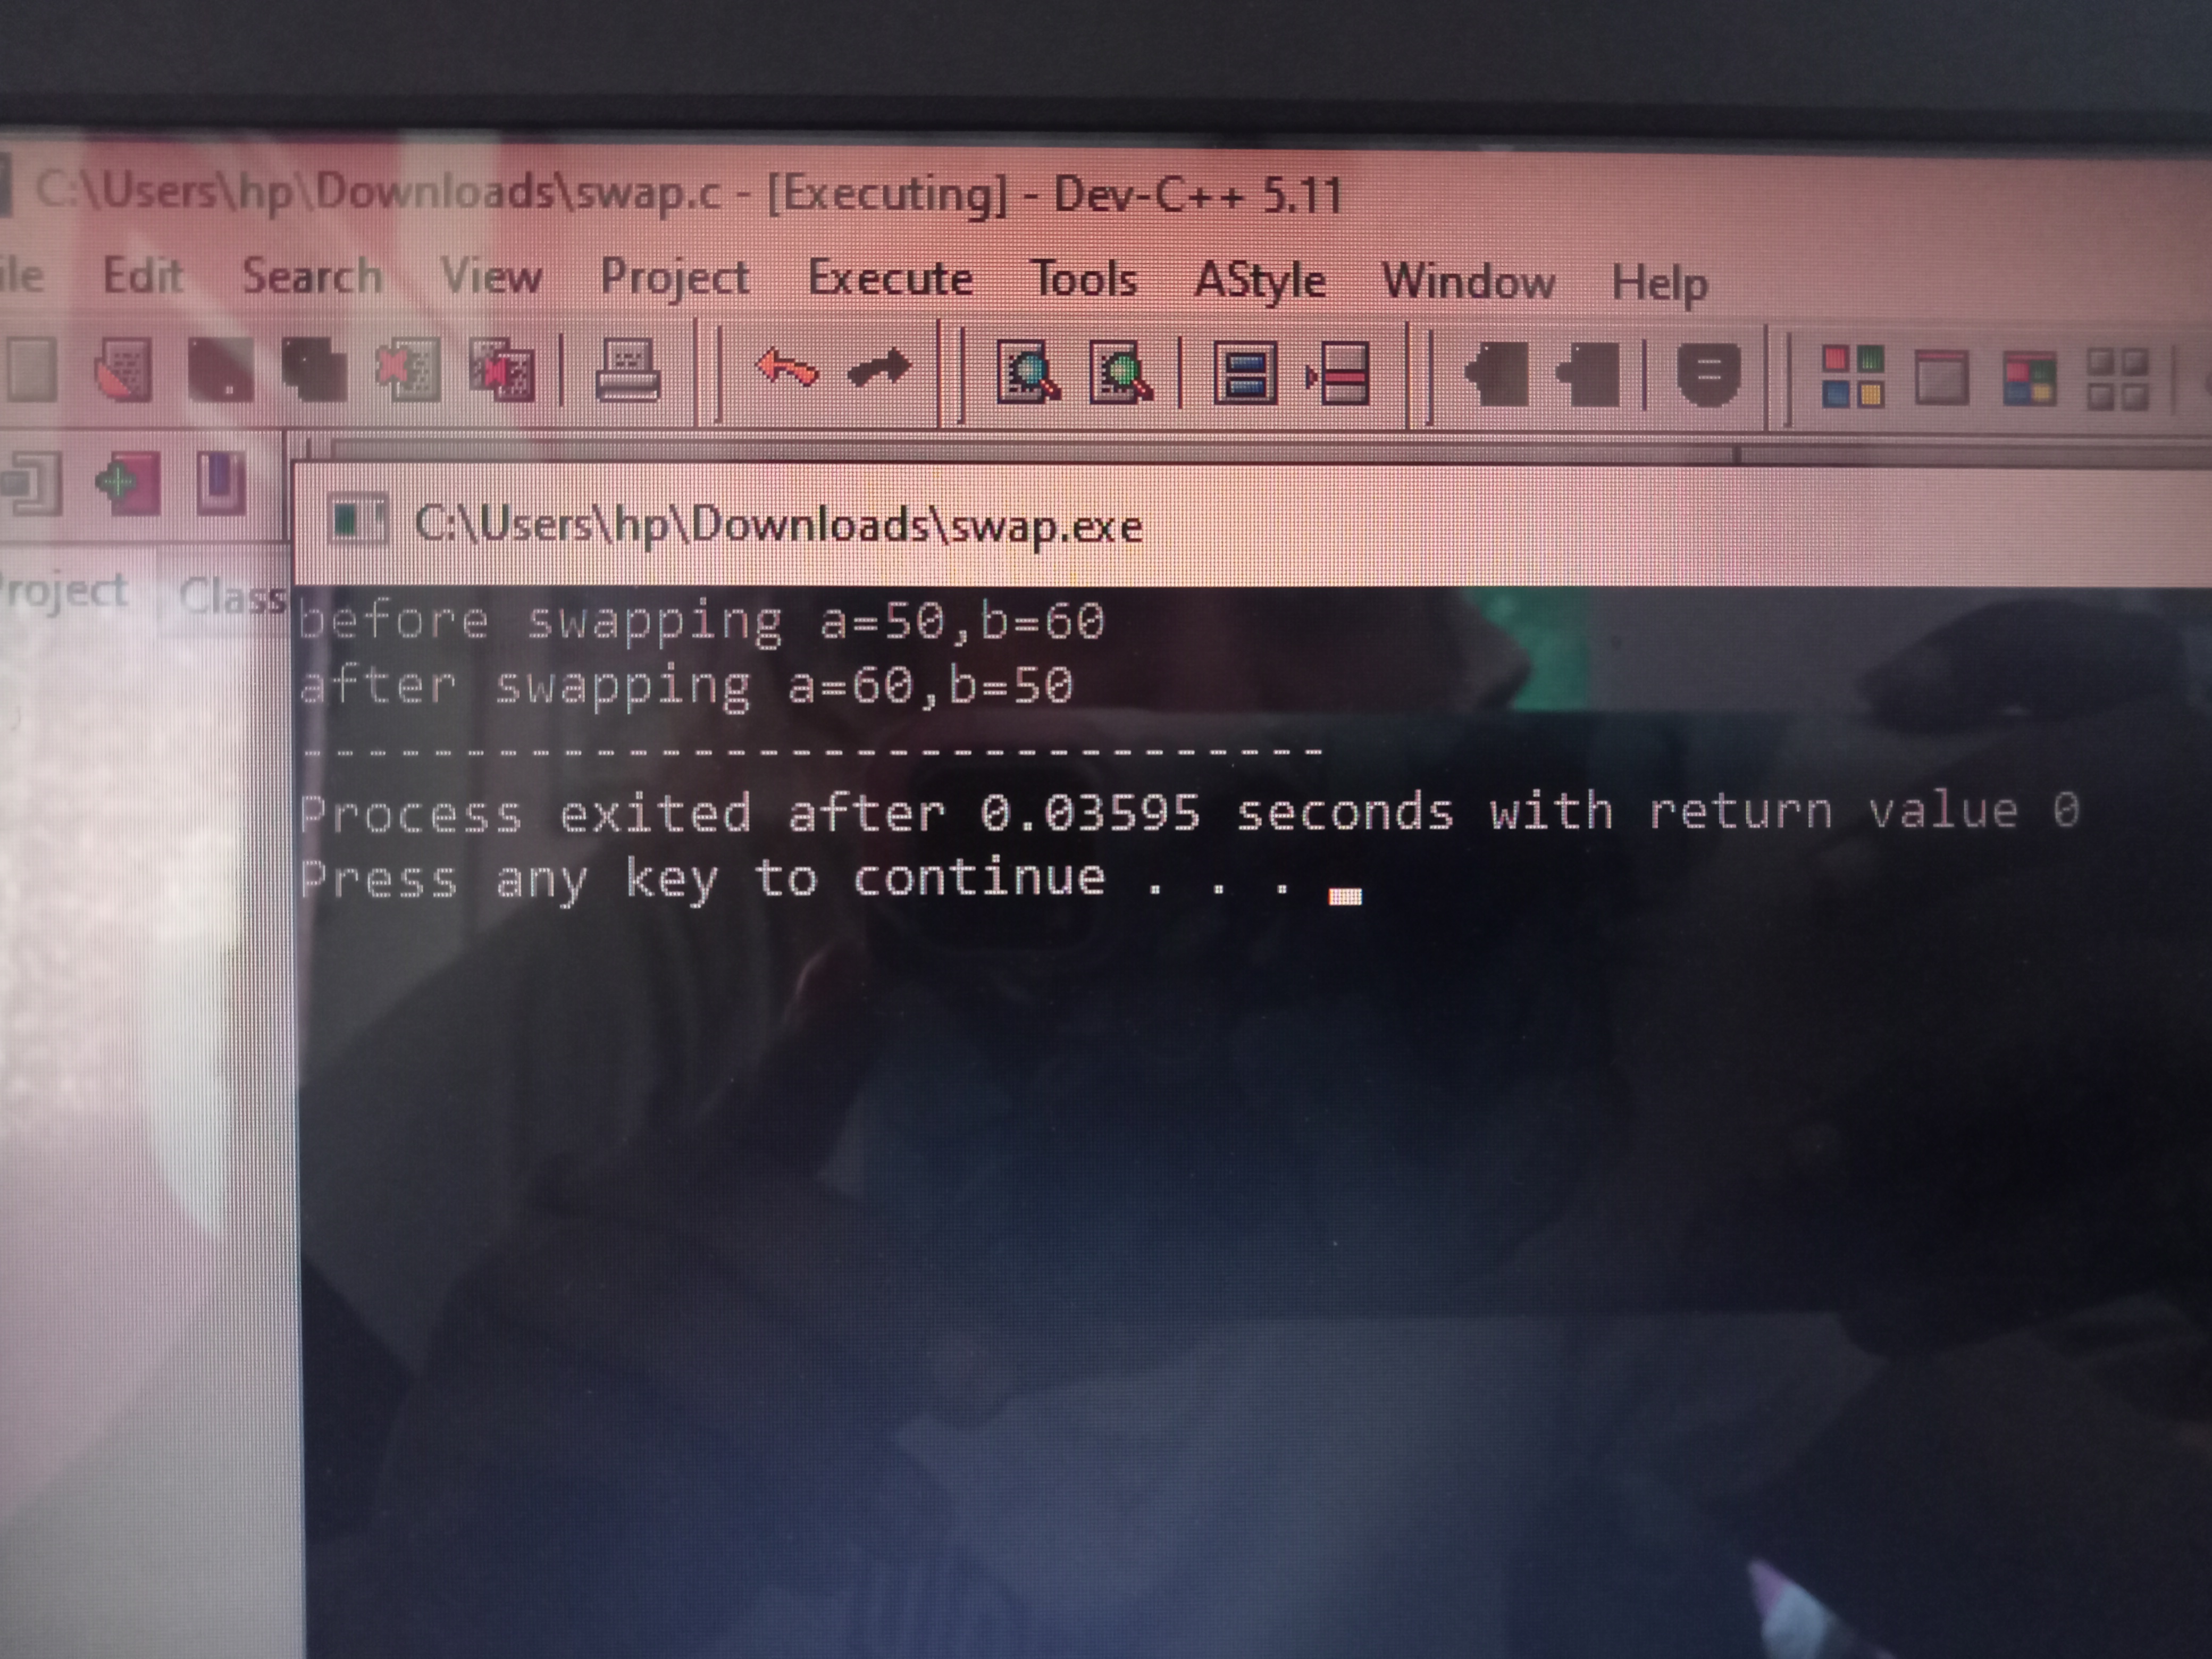 C:\Users\hp\Downloads\swap.c - [Executing] - Dev-C++ 5.11
Edit Search View Project Execute Tools AStyle Window Help
C:\Users\hp\Downloads\swap.exe
roject Class
before swapping a=50,b=60
after swapping a=60,b=50
--------------------------------
Process exited after 0.03595 seconds with return value 0
Press any key to continue . . .